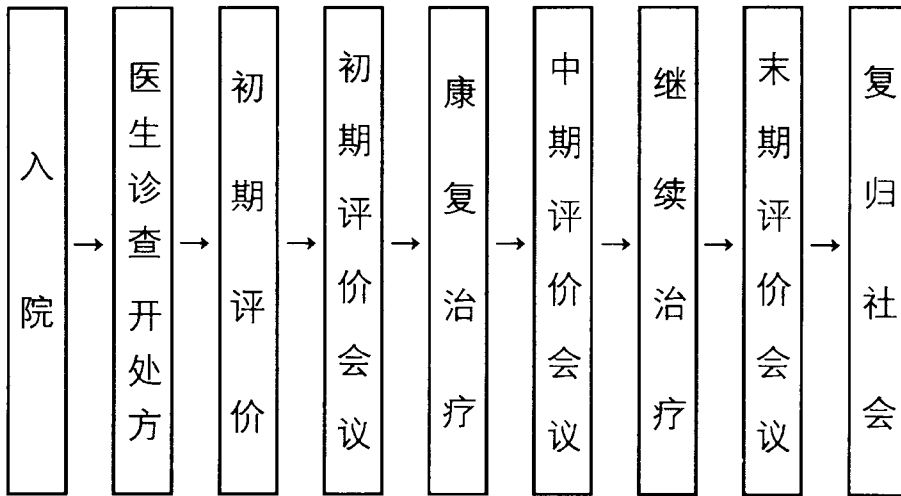 入院
医生诊查开处方
初期评价
初期评价会议
康复治疗
中期评价会议
继续治疗
末期评价会议
复归社会